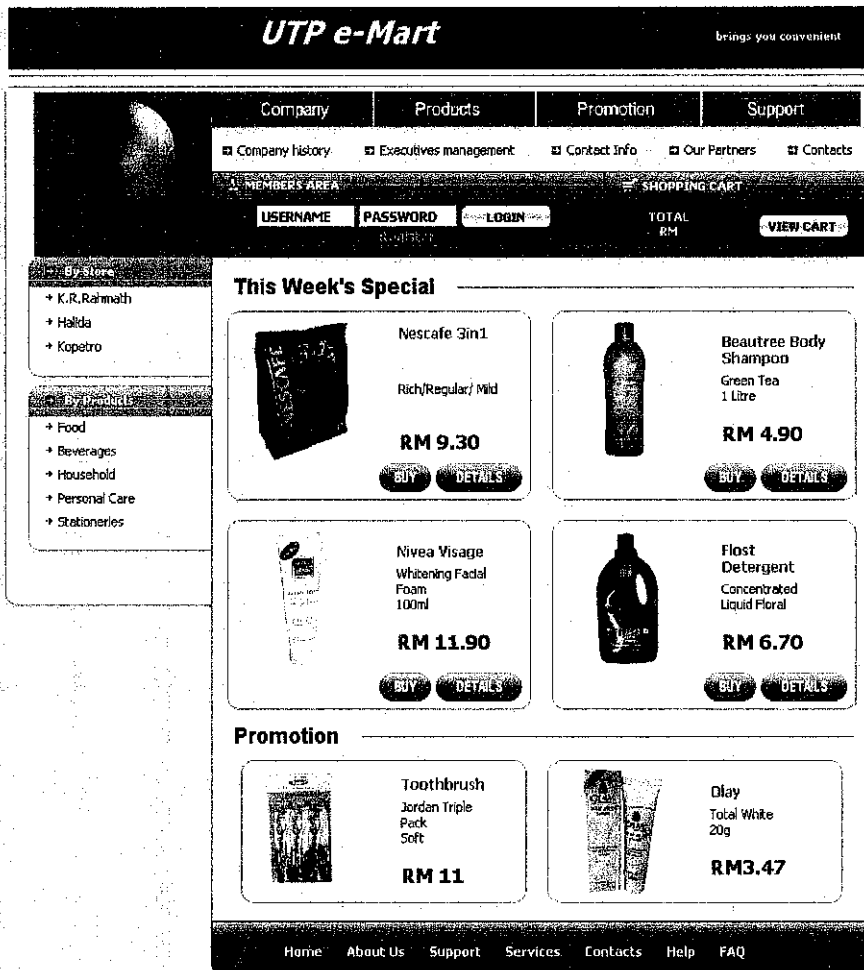 UTP e-Mart
brings you convenient
Company Products Promotion Support
Company history Executives management Contact Info Our Partners Contacts
MEMBERS AREA SHOPPING CART
USERNAME PASSWORD LOGIN
Register
TOTAL
RM
VIEW CART
By Store
K.R.Rahmath
Halida
Kopetro
By Products
Food
Beverages
Household
Personal Care
Stationeries
This Week's Special
Nescafe 3in1
Rich/Regular/ Mild
RM 9.30
BUY DETAILS
Beautree Body
Shampoo
Green Tea
1 Litre
RM 4.90
BUY DETAILS
Nivea Visage
Whitening Facial
Foam
100ml
RM 11.90
BUY DETAILS
Flost
Detergent
Concentrated
Liquid Floral
RM 6.70
BUY DETAILS
Promotion
Toothbrush
Jordan Triple
Pack
Soft
RM 11
Olay
Total White
20g
RM3.47
Home About Us Support Services Contacts Help FAQ